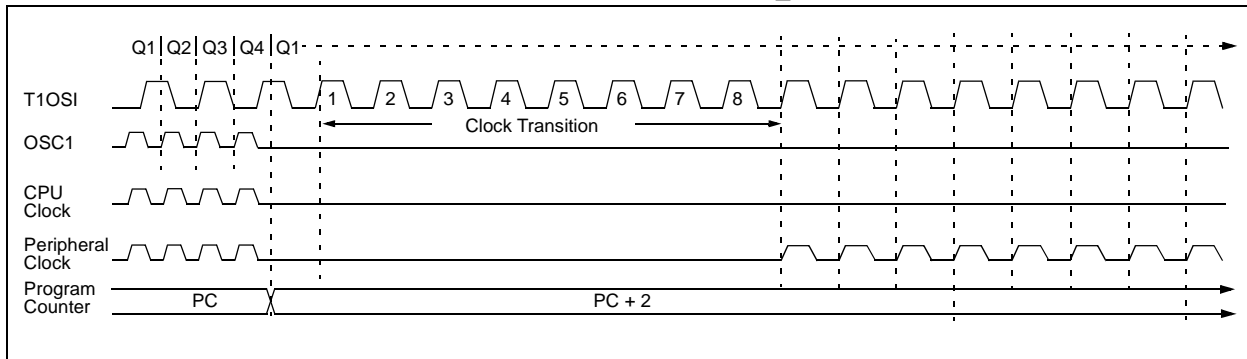 Q1 Q2 Q3 Q4 Q1
T1OSI
1 2 3 4 5 6 7 8
Clock Transition
OSC1
CPU
Clock
Peripheral
Clock
Program
Counter
PC
PC + 2